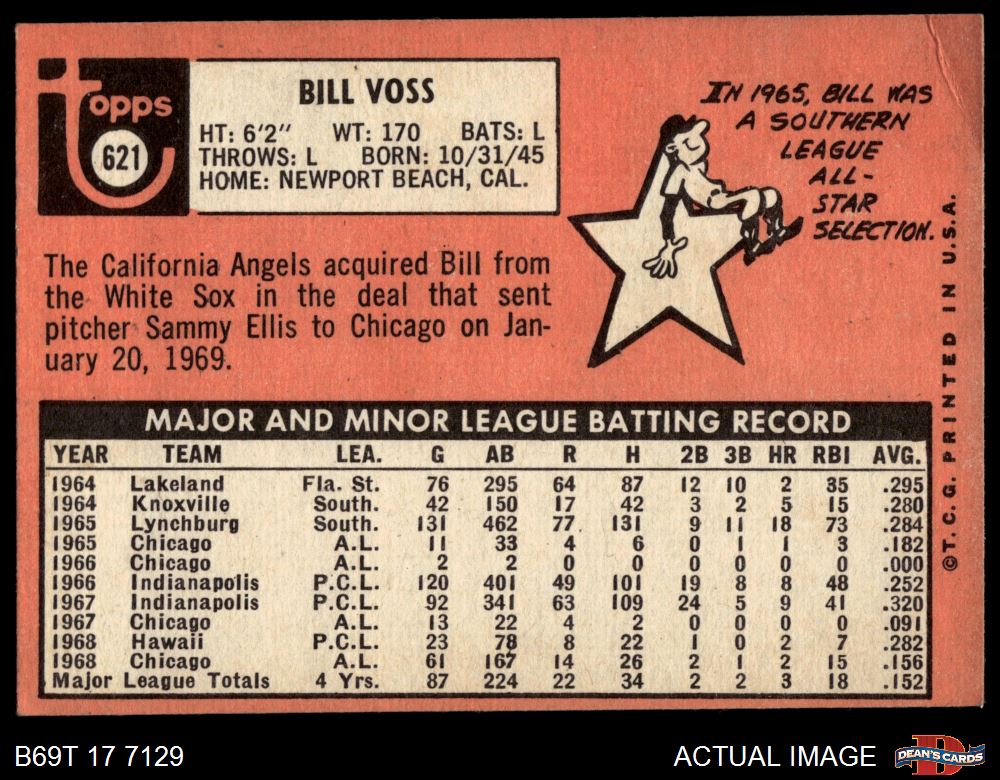 Topps
621
BILL VOSS
HT: 6'2" WT: 170 BATS: L
THROWS: L BORN: 10/31/45
HOME: NEWPORT BEACH, CAL.
IN 1965, BILL WAS
A SOUTHERN
LEAGUE
ALL-
STAR
SELECTION.
The California Angels acquired Bill from
the White Sox in the deal that sent
pitcher Sammy Ellis to Chicago on Jan-
uary 20, 1969.
MAJOR AND MINOR LEAGUE BATTING RECORD
YEAR TEAM LEA. G AB R H 2B 3B HR RBI AVG.
1964 Lakeland Fla. St. 76 295 64 87 12 10 2 35 .295
1964 Knoxville South. 42 150 17 42 3 2 5 15 .280
1965 Lynchburg South. 131 462 77 131 9 11 18 73 .284
1965 Chicago A.L. 11 33 4 6 0 1 1 3 .182
1966 Chicago A.L. 2 2 0 0 0 0 0 0 .000
1966 Indianapolis P.C.L. 120 401 49 101 19 8 8 48 .252
1967 Indianapolis P.C.L. 92 341 63 109 24 5 9 41 .320
1967 Chicago A.L. 13 22 4 2 0 0 0 0 .091
1968 Hawaii P.C.L. 23 78 8 22 1 0 2 7 .282
1968 Chicago A.L. 61 167 14 26 2 1 2 15 .156
Major League Totals 4 Yrs. 87 224 22 34 2 2 3 18 .152
©T. C. G. PRINTED IN U.S.A.
B69T 17 7129
ACTUAL IMAGE
D
DEAN'S CARDS